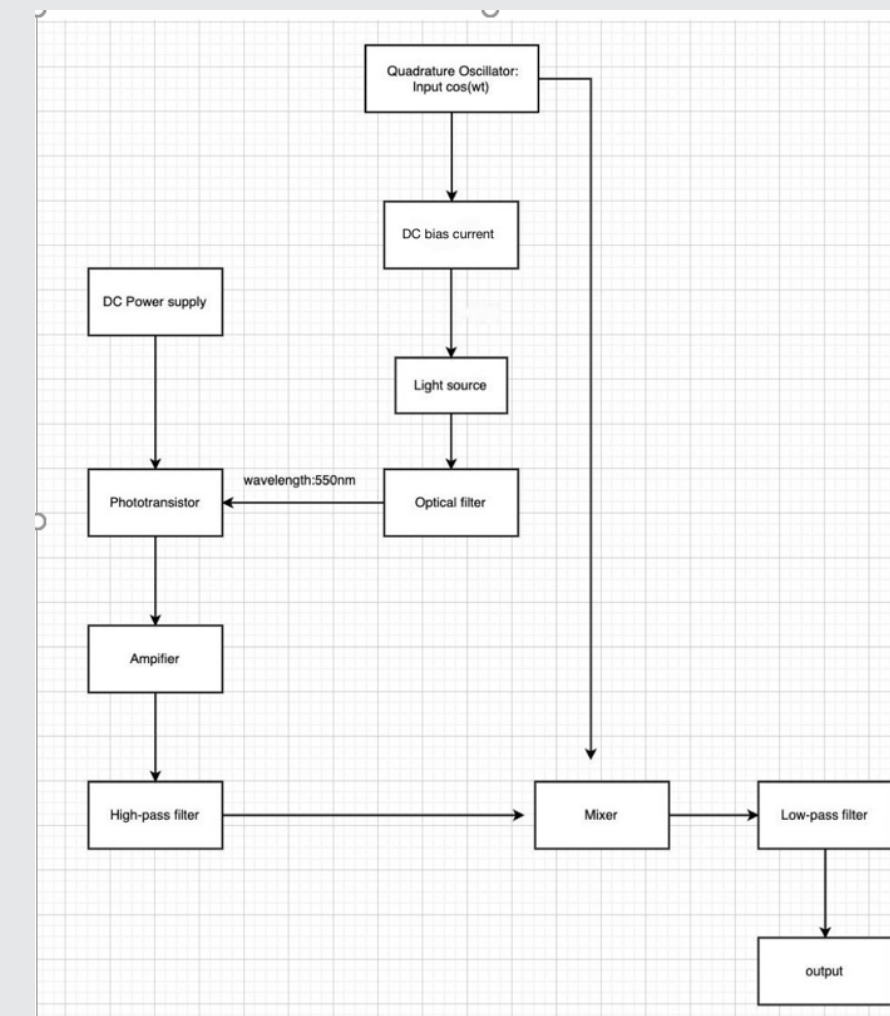 Quadrature Oscillator:
Input cos(wt)
DC bias current
DC Power supply
Light source
wavelength:550nm
Phototransistor
Optical filter
Ampifier
High-pass filter
Mixer
Low-pass filter
output